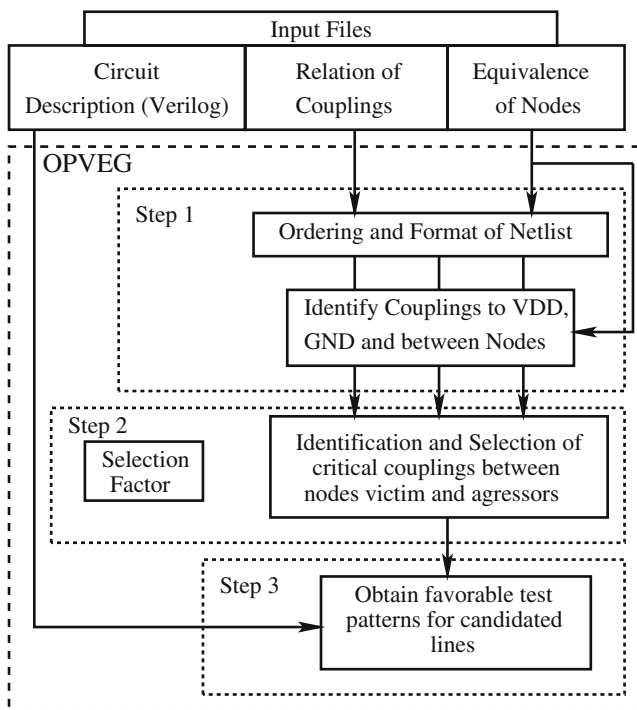 Input Files
Circuit
Description (Verilog)
Relation of
Couplings
Equivalence
of Nodes
OPVEG
Step 1
Ordering and Format of Netlist
Identify Couplings to VDD,
GND and between Nodes
Step 2
Selection
Factor
Identification and Selection of
critical couplings between
nodes victim and agressors
Step 3
Obtain favorable test
patterns for candidated
lines